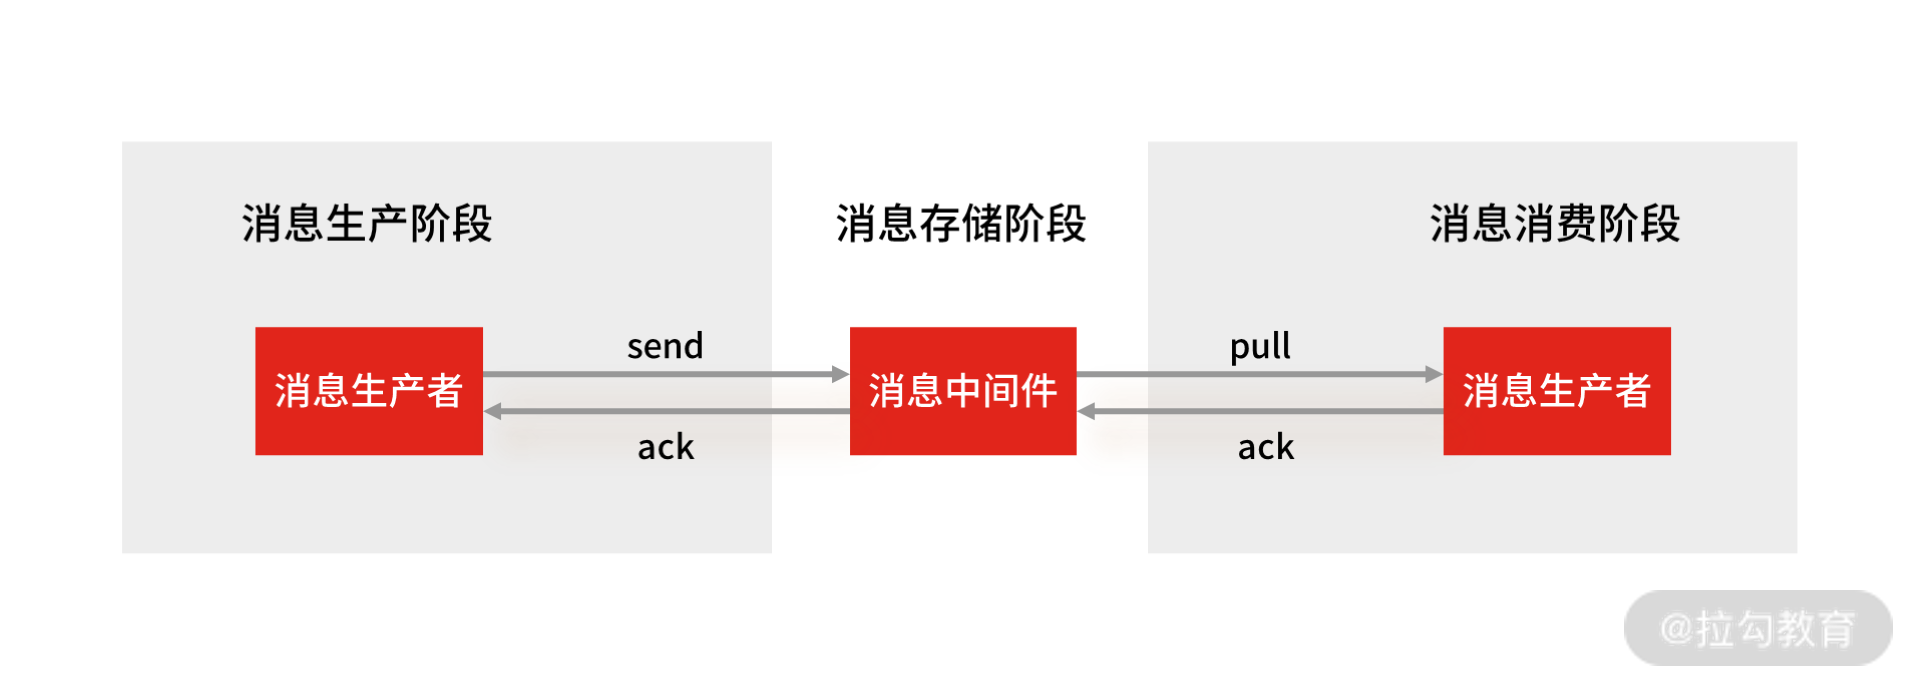 消息生产阶段
消息存储阶段
消息消费阶段
send
pull
消息生产者
消息中间件
消息生产者
ack
ack
@拉勾教育